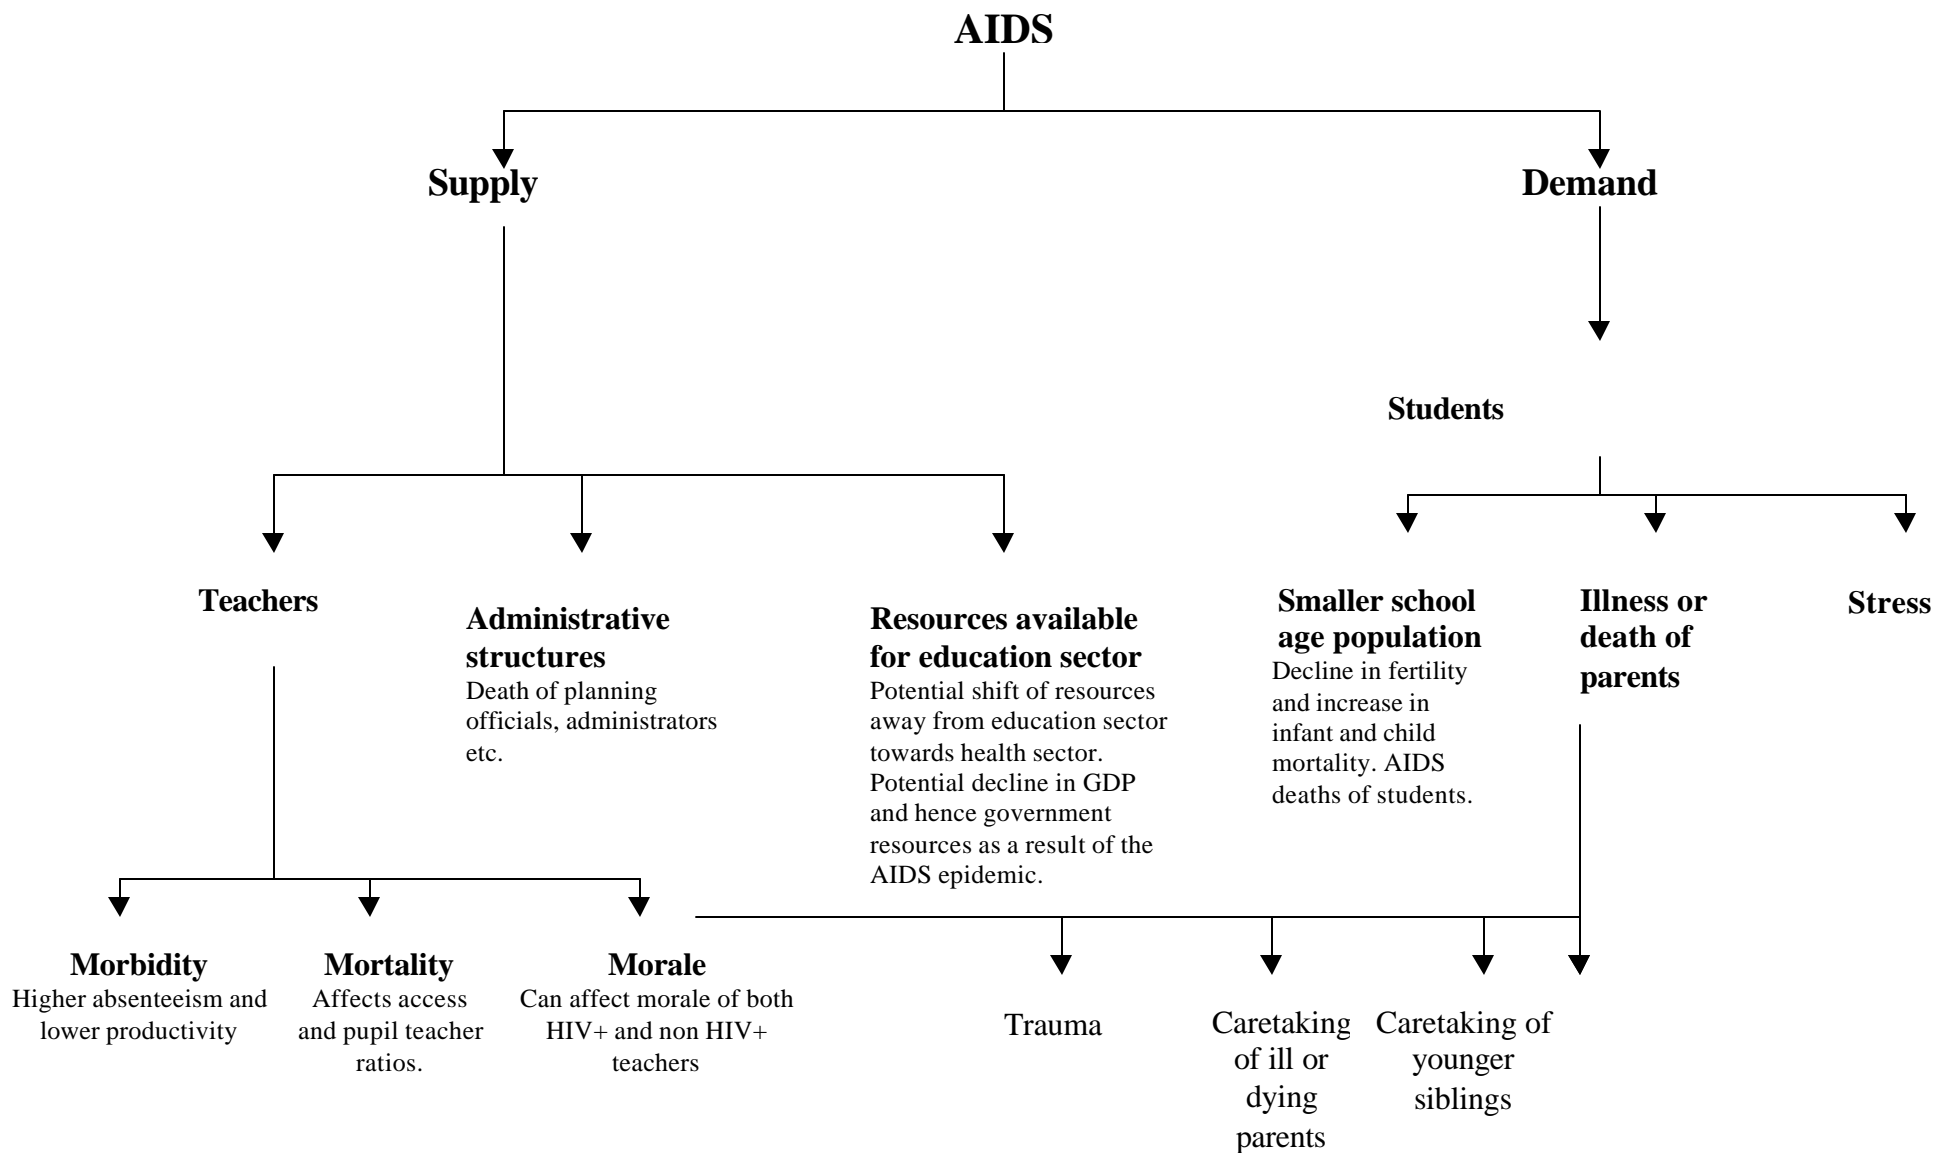 AIDS
Supply
Demand
Students
Teachers
Administrative
structures
Death of planning
officials, administrators
etc.
Resources available
for education sector
Potential shift of resources
away from education sector
towards health sector.
Potential decline in GDP
and hence government
resources as a result of the
AIDS epidemic.
Smaller school
age population
Decline in fertility
and increase in
infant and child
mortality. AIDS
deaths of students.
Illness or
death of
parents
Stress
Morbidity
Higher absenteeism and
lower productivity
Mortality
Affects access
and pupil teacher
ratios.
Morale
Can affect morale of both
HIV+ and non HIV+
teachers
Trauma
Caretaking
of ill or
dying
parents
Caretaking of
younger
siblings